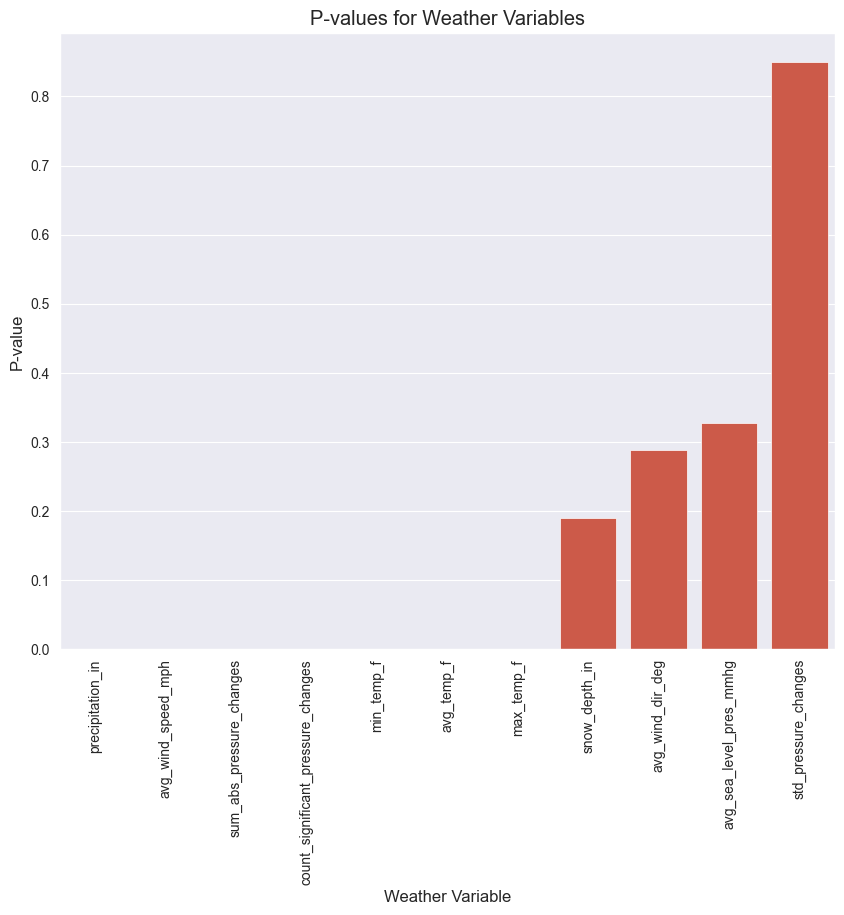 P-values for Weather Variables
P-value
0.8
0.7
0.6
0.5
0.4
0.3
0.2
0.1
0.0
precipitation_in
avg_wind_speed_mph
sum_abs_pressure_changes
count_significant_pressure_changes
min_temp_f
avg_temp_f
max_temp_f
snow_depth_in
avg_wind_dir_deg
avg_sea_level_pres_mmhg
std_pressure_changes
Weather Variable